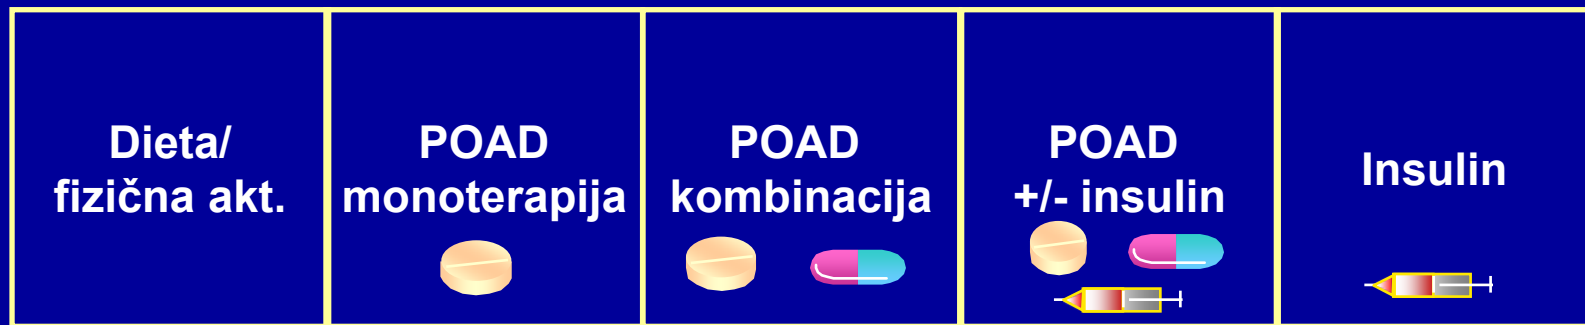 Dieta/
fizična akt.
POAD
monoterapija
POAD
kombinacija
POAD
+/- insulin
Insulin